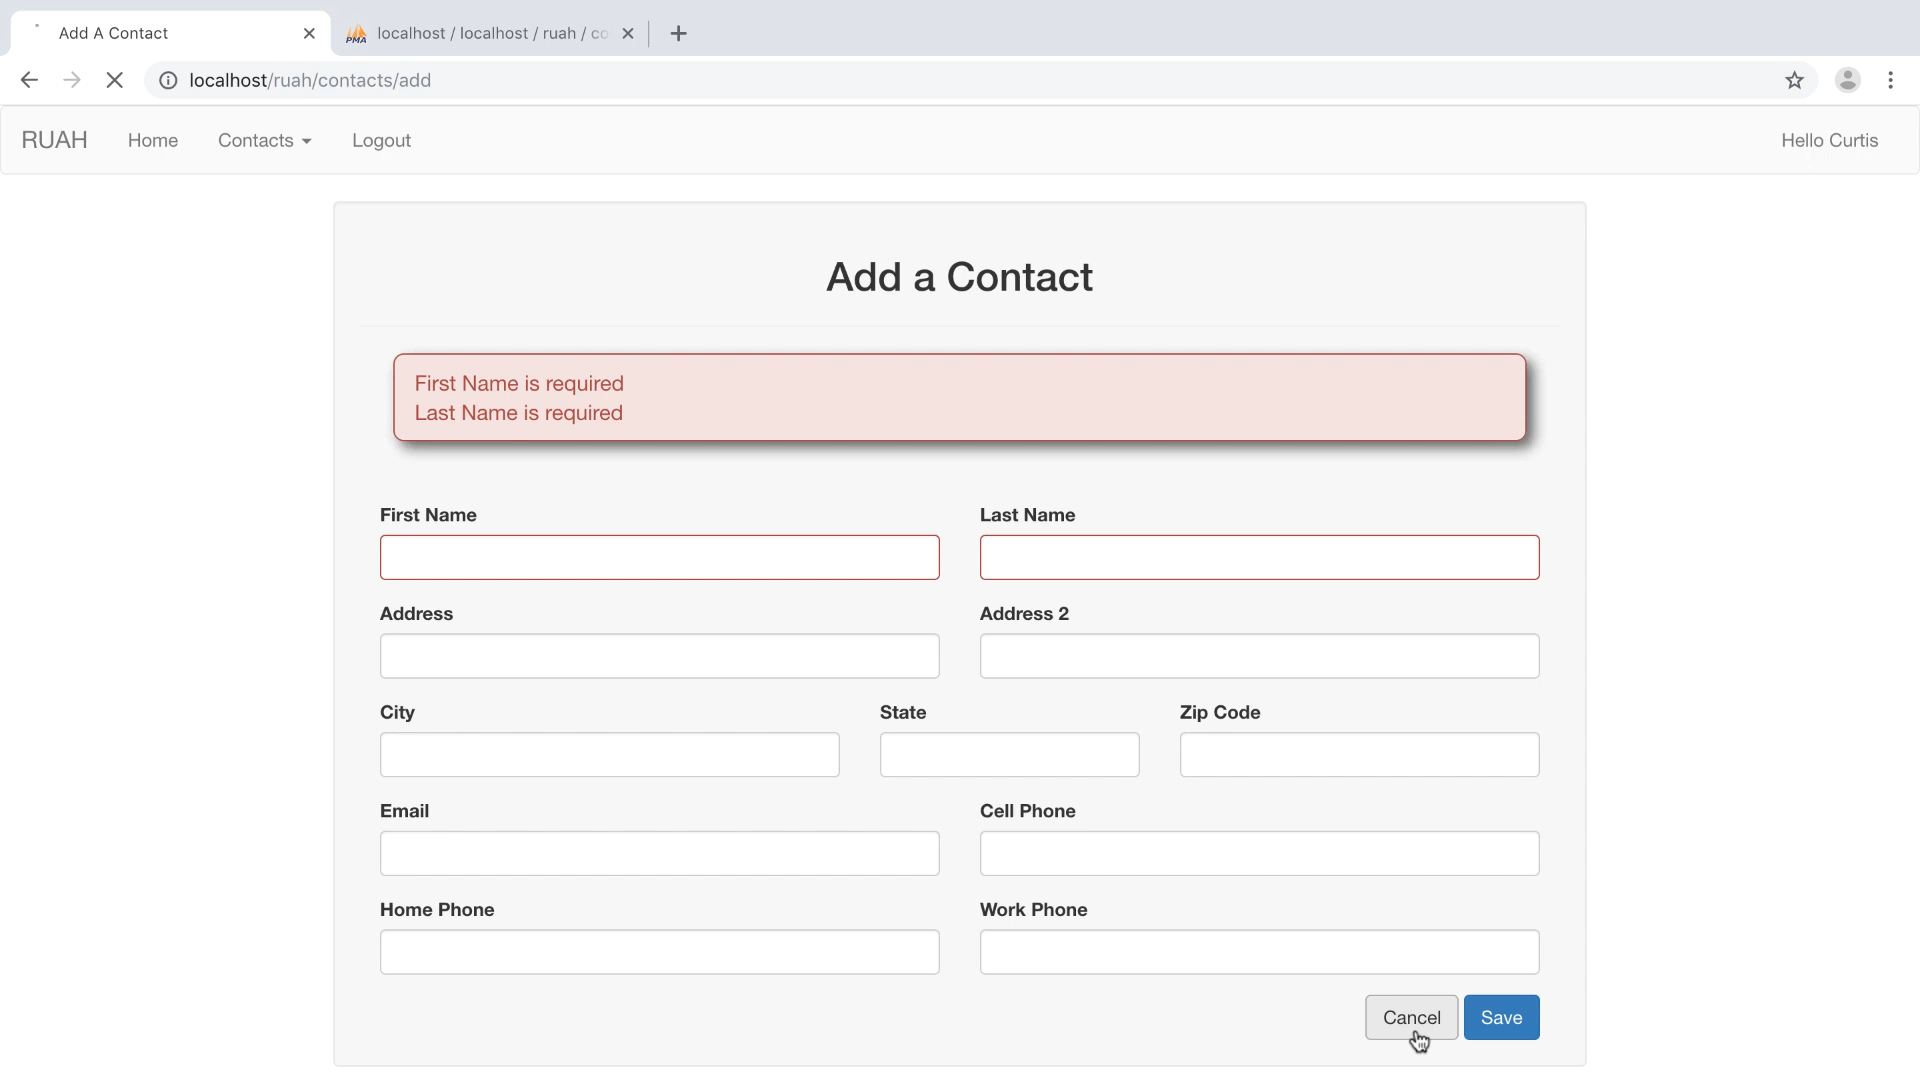 Add A Contact
PMA
localhost / localhost / ruah / co
localhost/ruah/contacts/add
RUAH
Home
Contacts
Logout
Hello Curtis
Add a Contact
First Name is required
Last Name is required
First Name
Last Name
Address
Address 2
City
State
Zip Code
Email
Cell Phone
Home Phone
Work Phone
Cancel
Save